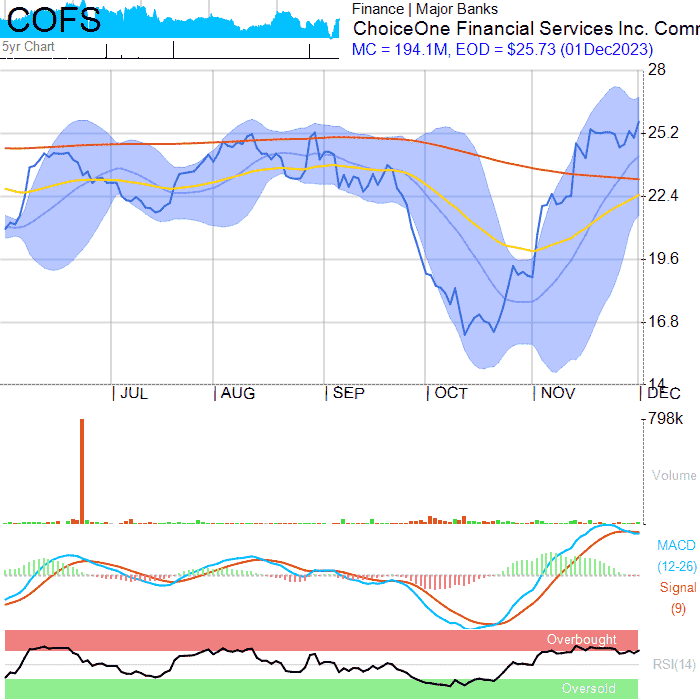 COFS
Finance | Major Banks
ChoiceOne Financial Services Inc. Comm
5yr Chart
MC = 194.1M, EOD = $25.73 (01Dec2023)
28
25.2
22.4
19.6
16.8
14
JUL AUG SEP OCT NOV DEC
798k
Volume
MACD
(12-26)
Signal
(9)
Overbought
RSI(14)
Oversold